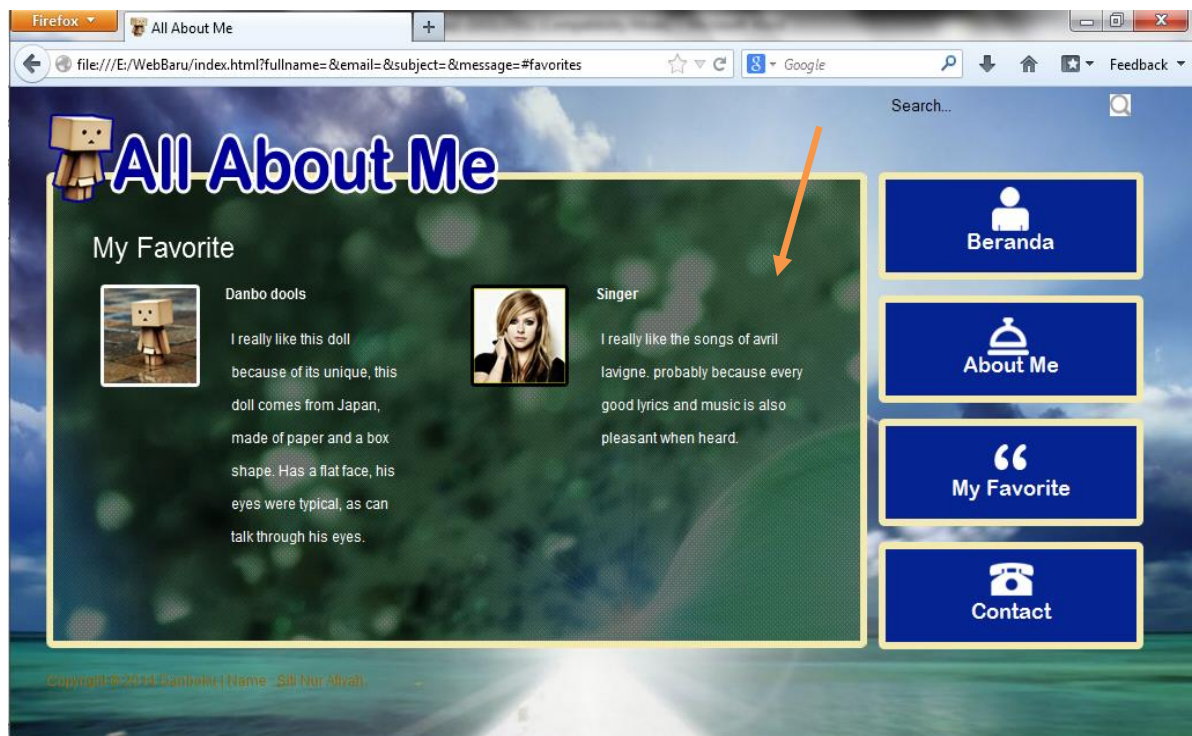 Firefox
All About Me
file:///E:/WebBaru/index.html?fullname=&email=&subject=&message=#favorites
8
Google
Feedback
Search...
All About Me
My Favorite
Danbo dools
I really like this doll
because of its unique, this
doll comes from Japan,
made of paper and a box
shape. Has a flat face, his
eyes were typical, as can
talk through his eyes.
Singer
I really like the songs of avril
lavigne. probably because every
good lyrics and music is also
pleasant when heard.
Beranda
About Me
My Favorite
Contact
Copyright © | Name : Nur